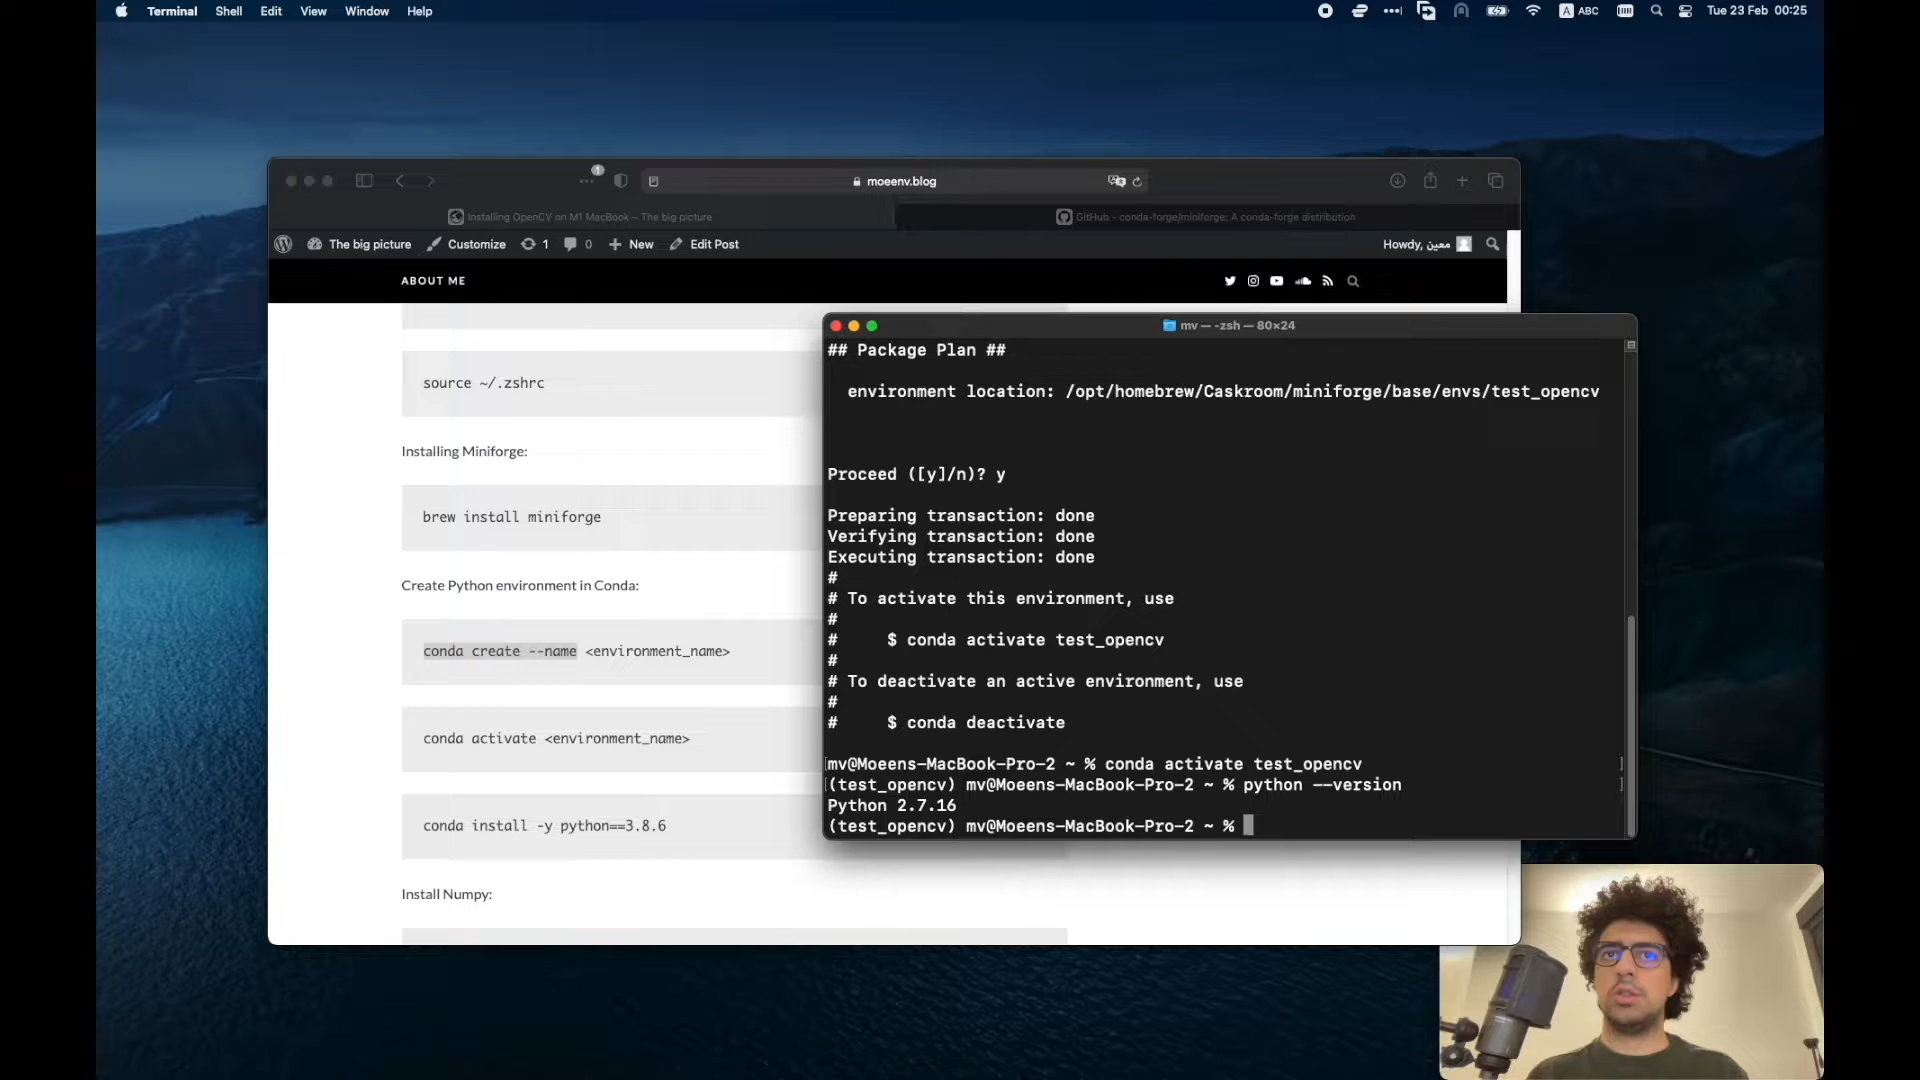 Terminal Shell Edit View Window Help
ABC Tue 23 Feb 00:25
1
moeenv.blog
Installing OpenCV on M1 MacBook – The big picture
GitHub - conda-forge/miniforge: A conda-forge distribution
The big picture Customize 1 0 New Edit Post
Howdy, معین
ABOUT ME
source ~/.zshrc
Installing Miniforge:
brew install miniforge
Create Python environment in Conda:
conda create --name <environment_name>
conda activate <environment_name>
conda install -y python==3.8.6
Install Numpy:
mv — -zsh — 80×24
## Package Plan ##
environment location: /opt/homebrew/Caskroom/miniforge/base/envs/test_opencv
Proceed ([y]/n)? y
Preparing transaction: done
Verifying transaction: done
Executing transaction: done
#
# To activate this environment, use
#
# $ conda activate test_opencv
#
# To deactivate an active environment, use
#
# $ conda deactivate
mv@Moeens-MacBook-Pro-2 ~ % conda activate test_opencv
(test_opencv) mv@Moeens-MacBook-Pro-2 ~ % python --version
Python 2.7.16
(test_opencv) mv@Moeens-MacBook-Pro-2 ~ %